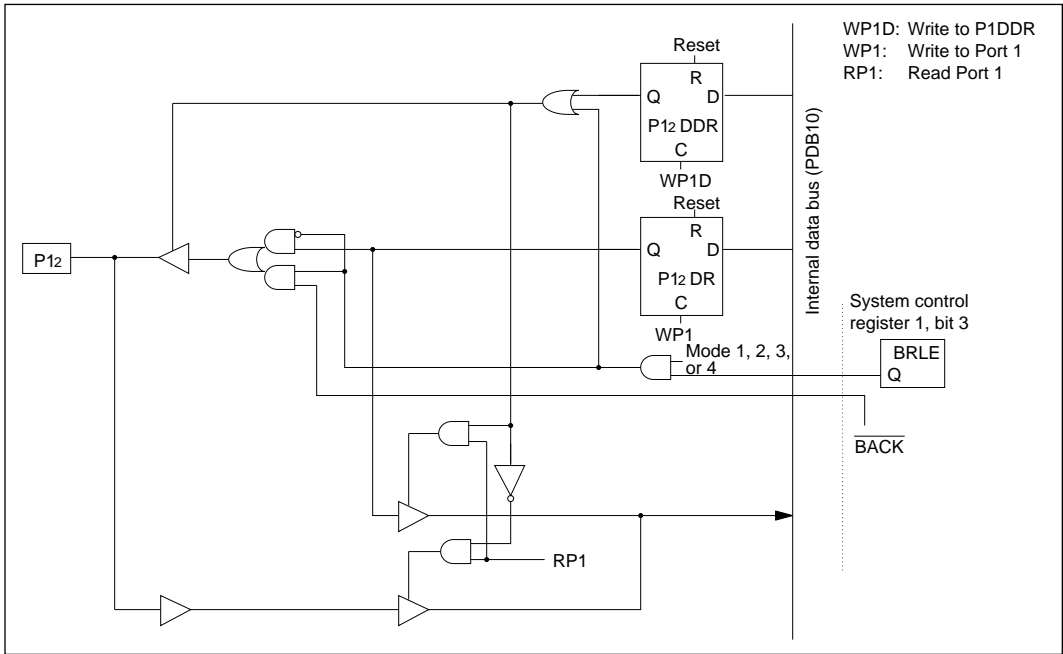 WP1D: Write to P1DDR
WP1: Write to Port 1
RP1: Read Port 1
Reset
R
Q D
P12 DDR
C
WP1D
Reset
R
Q D
P12 DR
C
WP1
P12
Internal data bus (PDB10)
System control
register 1, bit 3
BRLE
Q
Mode 1, 2, 3,
or 4
BACK
RP1